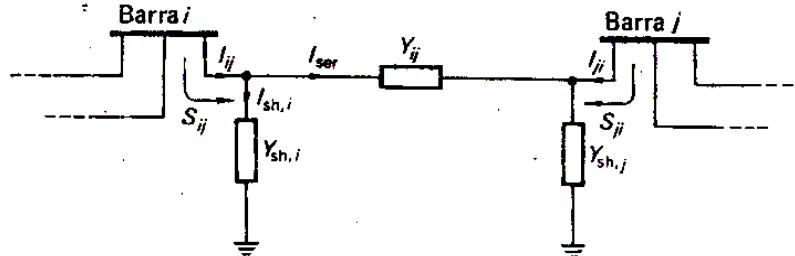 Barra i
Barra j
I_ij
I_ser
Y_ij
I_ji
S_ij
I_sh,i
S_ji
Y_sh,i
Y_sh,j